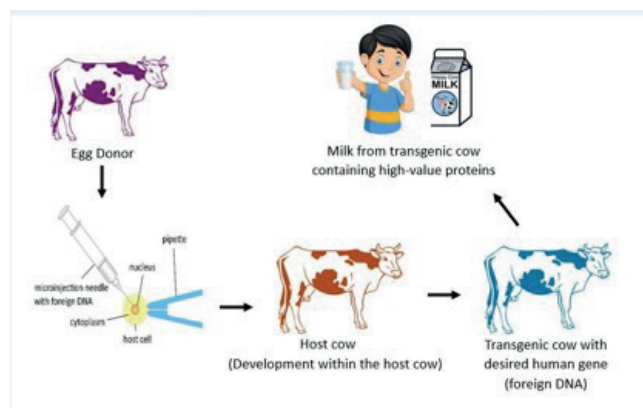 Egg Donor
MILK
Milk from transgenic cow
containing high-value proteins
pipette
nucleus
microinjection needle
with foreign DNA
cytoplasm
host cell
Host cow
(Development within the host cow)
Transgenic cow with
desired human gene
(foreign DNA)